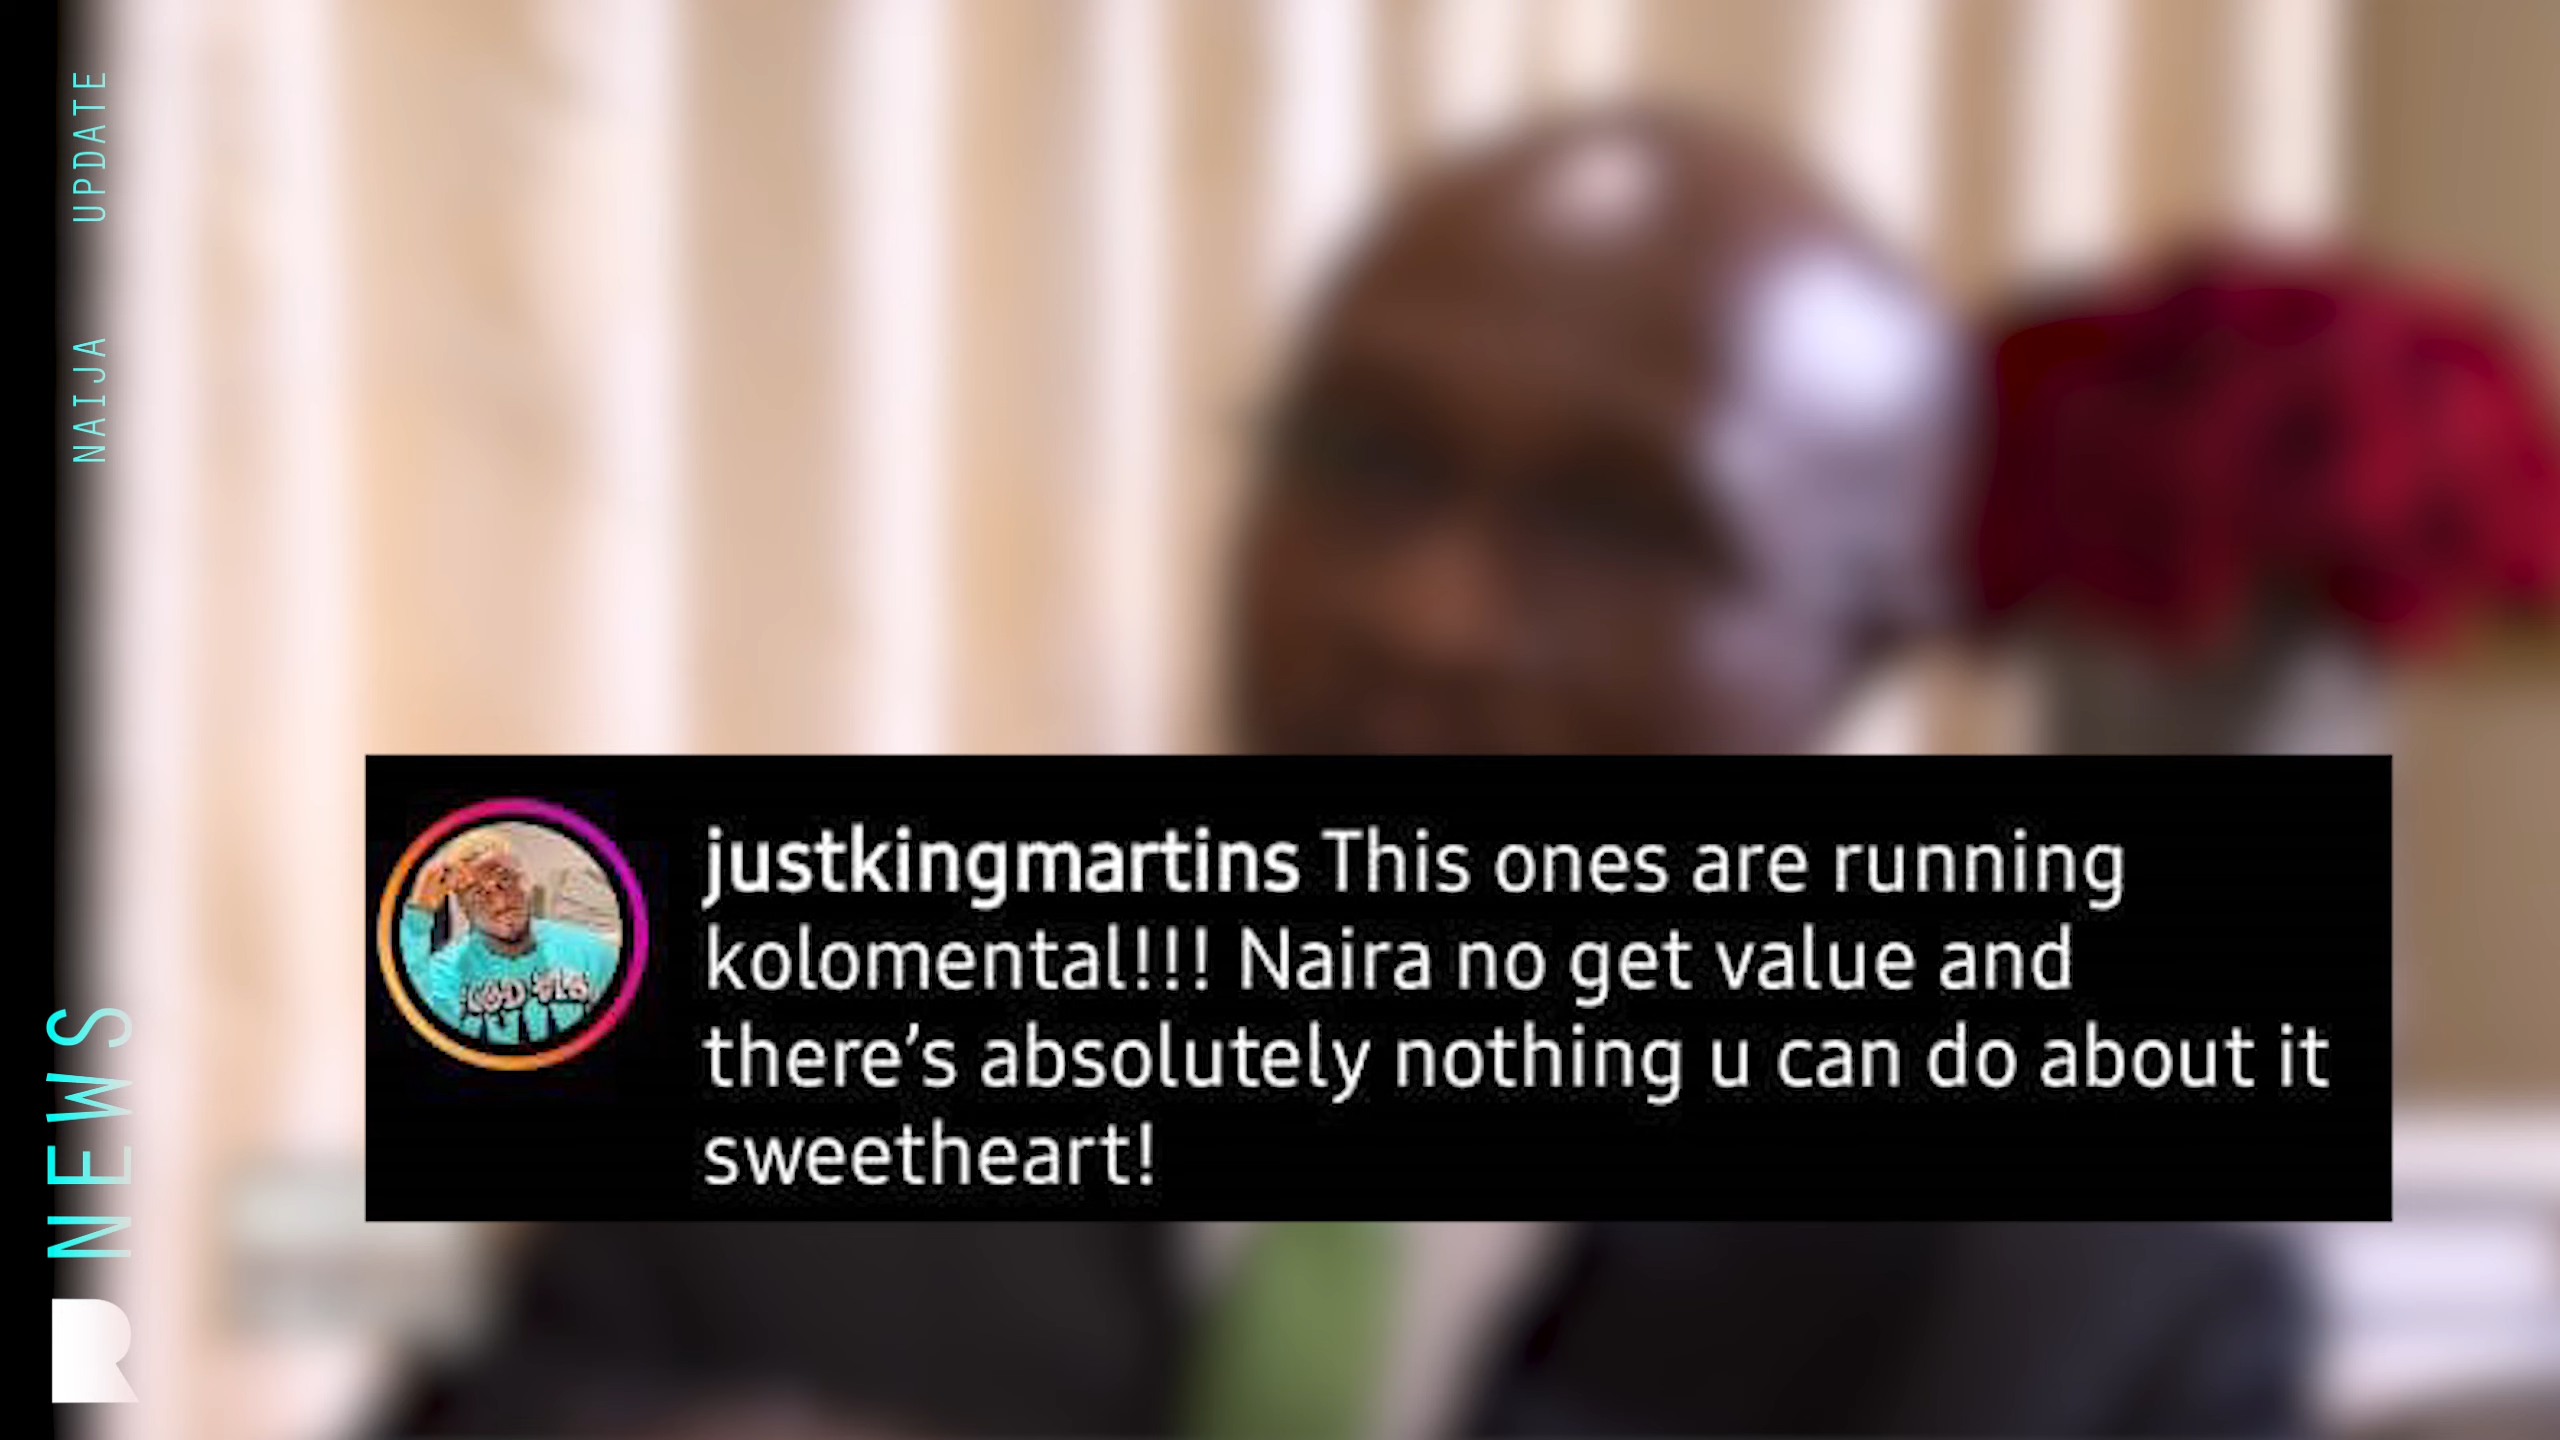 NAIJA UPDATE
justkingmartins This ones are running
kolomental!!! Naira no get value and
there’s absolutely nothing u can do about it
sweetheart!
R NEWS